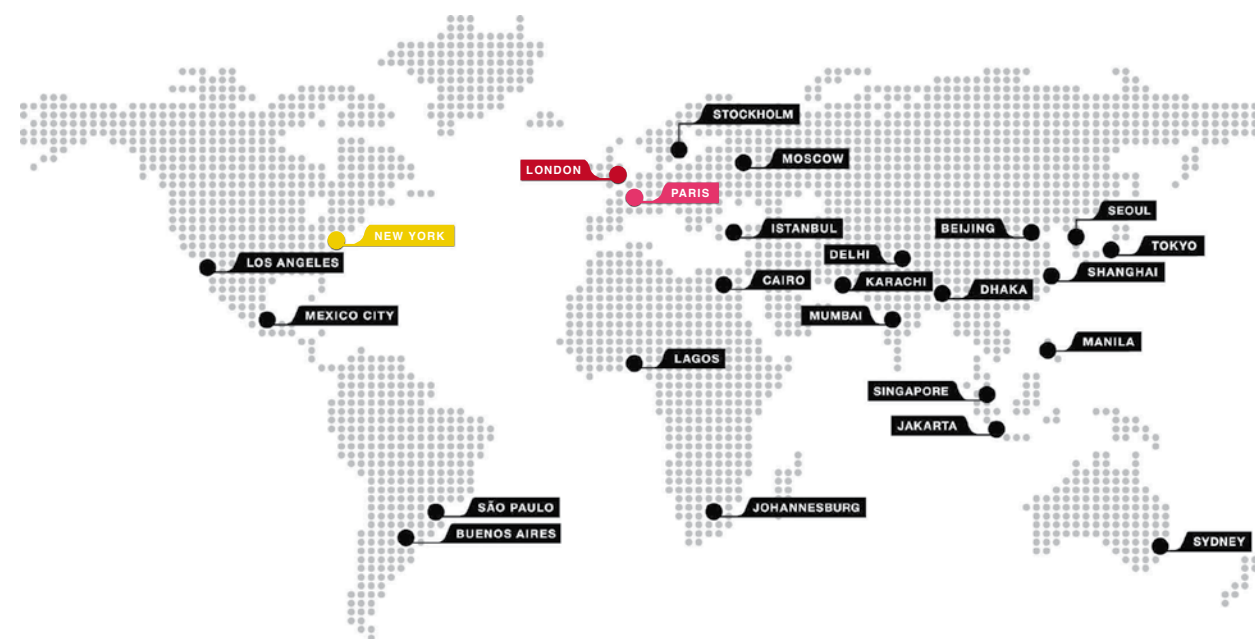 STOCKHOLM
LONDON
MOSCOW
PARIS
SEOUL
NEW YORK
ISTANBUL
BEIJING
TOKYO
LOS ANGELES
DELHI
SHANGHAI
CAIRO
KARACHI
DHAKA
MEXICO CITY
MUMBAI
MANILA
LAGOS
SINGAPORE
JAKARTA
SÃO PAULO
JOHANNESBURG
BUENOS AIRES
SYDNEY